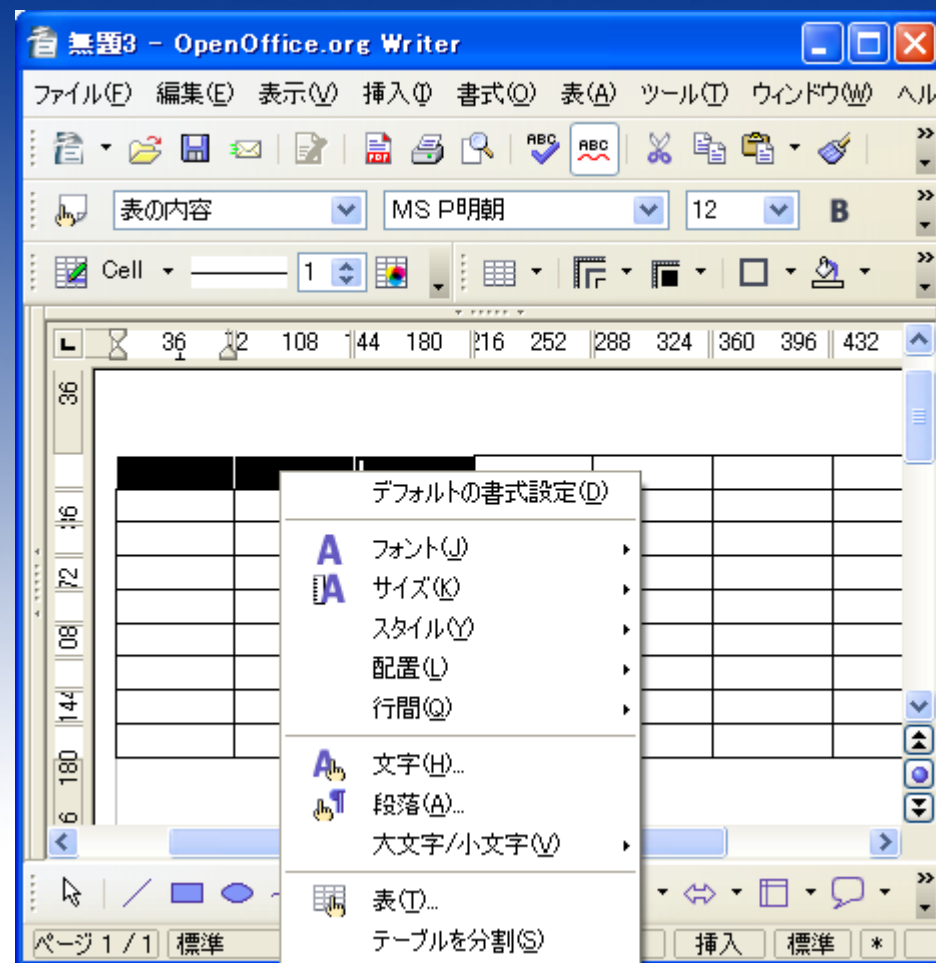 無題3 - OpenOffice.org Writer
ファイル(F) 編集(E) 表示(V) 挿入(I) 書式(O) 表(A) ツール(T) ウィンドウ(W) ヘル
ABC ABC
表の内容 MS P明朝 12 B
Cell 1
36 108 180 252 288 324 360 396 432
36
デフォルトの書式設定(D)
フォント(J)
72
サイズ(K)
スタイル(Y)
配置(L)
144
行間(Q)
文字(H)...
180
段落(A)...
大文字/小文字(V)
表(T)...
テーブルを分割(S)
ページ 1 / 1 標準 挿入 標準 *